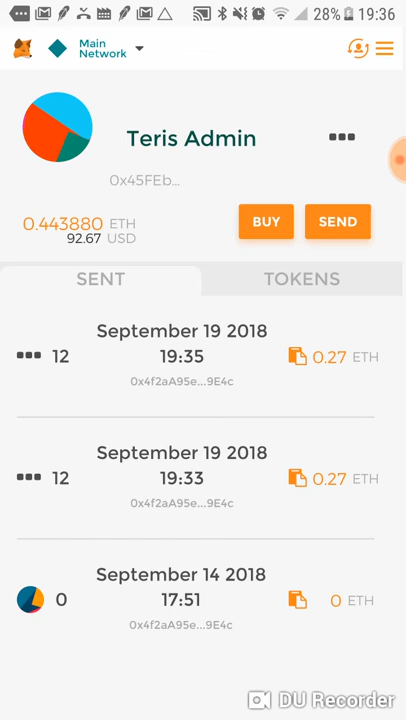 28% 19:36
Main
Network
Teris Admin
0x45FEb...
0.443880 ETH
92.67 USD
BUY
SEND
SENT
TOKENS
September 19 2018
12 19:35 0.27 ETH
0x4f2aA95e...9E4c
September 19 2018
12 19:33 0.27 ETH
0x4f2aA95e...9E4c
September 14 2018
0 17:51 0 ETH
0x4f2aA95e...9E4c
DU Recorder